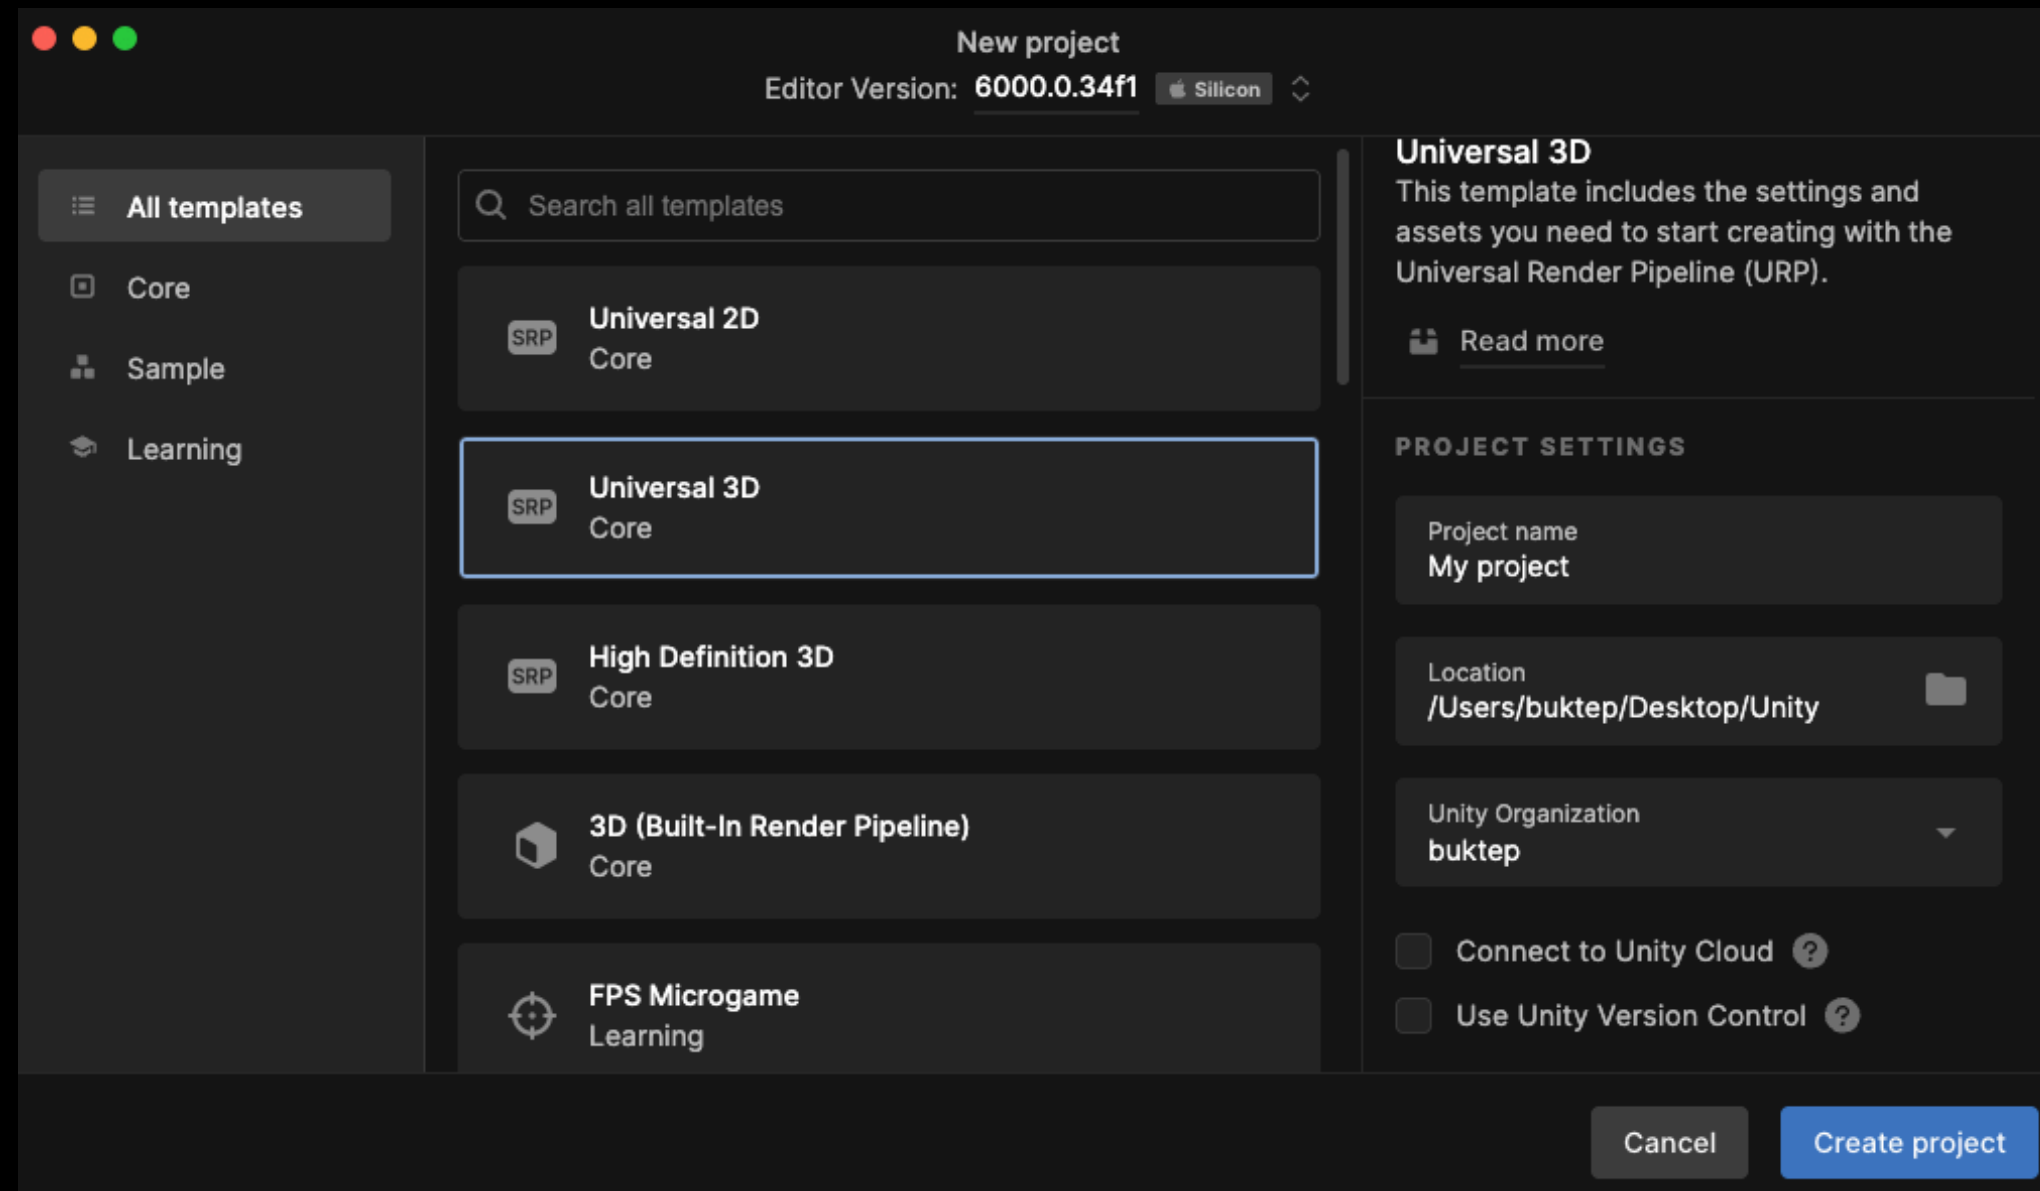 New project
Editor Version: 6000.0.34f1 Silicon
All templates
Core
Sample
Learning
Search all templates
SRP
Universal 2D
Core
SRP
Universal 3D
Core
SRP
High Definition 3D
Core
3D (Built-In Render Pipeline)
Core
FPS Microgame
Learning
Universal 3D
This template includes the settings and
assets you need to start creating with the
Universal Render Pipeline (URP).
Read more
PROJECT SETTINGS
Project name
My project
Location
/Users/buktep/Desktop/Unity
Unity Organization
buktep
Connect to Unity Cloud ?
Use Unity Version Control ?
Cancel
Create project